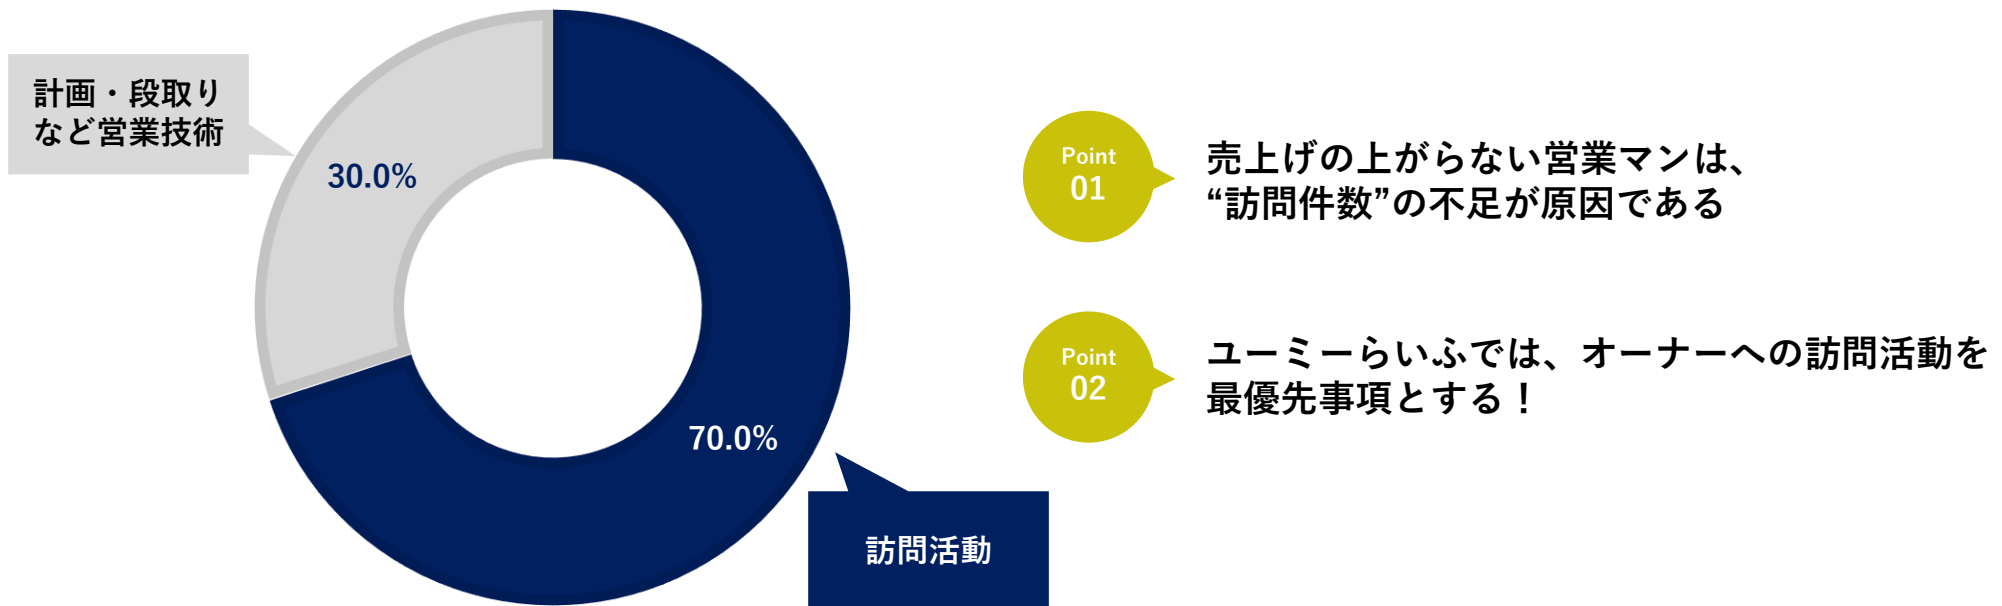 計画・段取り
など営業技術
30.0%
70.0%
訪問活動
Point
01
売上げの上がらない営業マンは、
“訪問件数”の不足が原因である
Point
02
ユーミーらいふでは、オーナーへの訪問活動を
最優先事項とする！